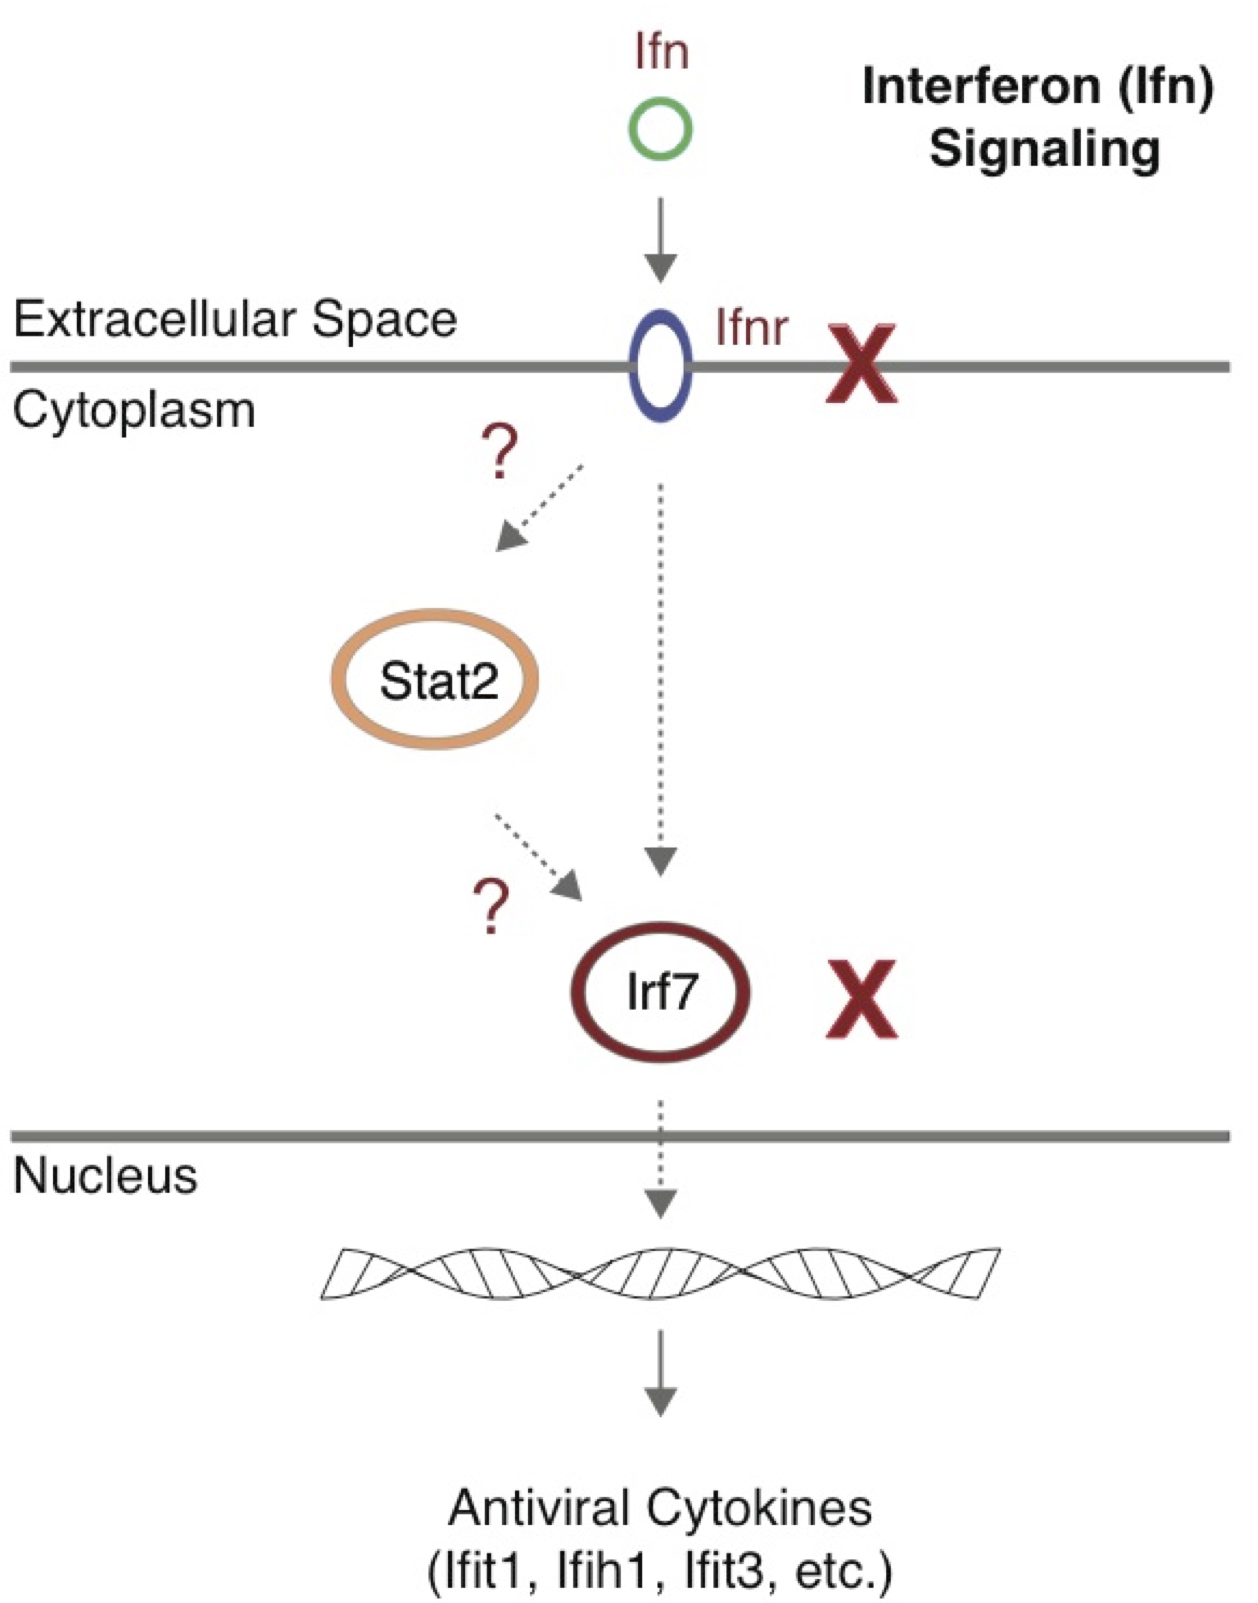 Ifn
Interferon (Ifn)
Signaling
Extracellular Space
Ifnr
X
Cytoplasm
?
Stat2
?
Irf7
X
Nucleus
Antiviral Cytokines
(Ifit1, Ifih1, Ifit3, etc.)